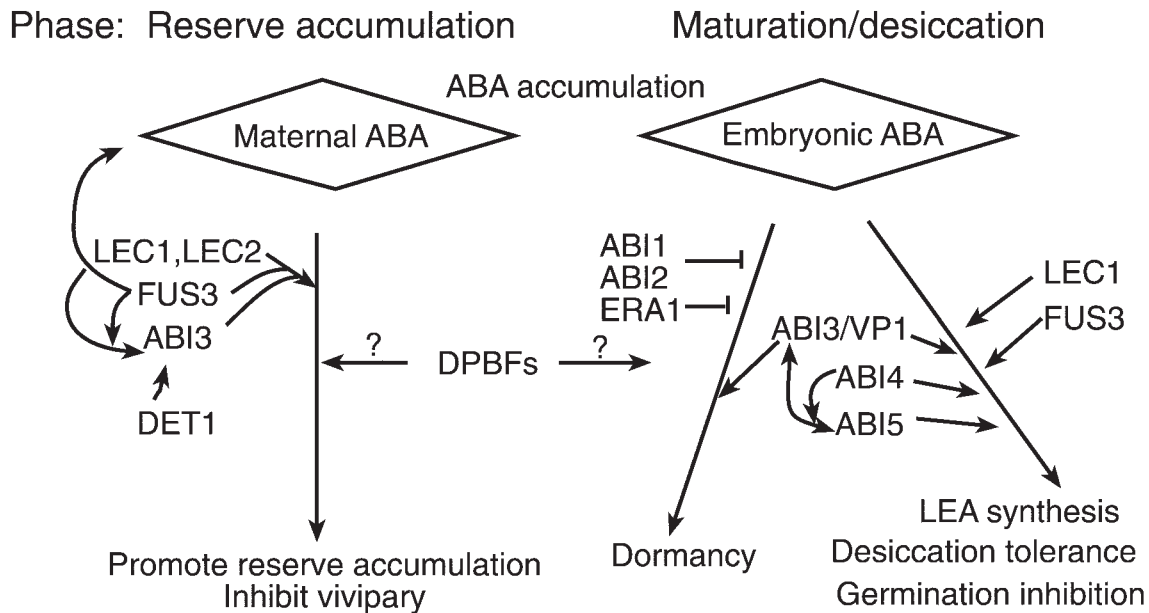 Phase: Reserve accumulation
Maturation/desiccation
ABA accumulation
Maternal ABA
Embryonic ABA
LEC1,LEC2
FUS3
ABI3
DET1
?
DPBFs
?
ABI1
ABI2
ERA1
ABI3/VP1
ABI4
ABI5
LEC1
FUS3
Promote reserve accumulation
Inhibit vivipary
Dormancy
LEA synthesis
Desiccation tolerance
Germination inhibition